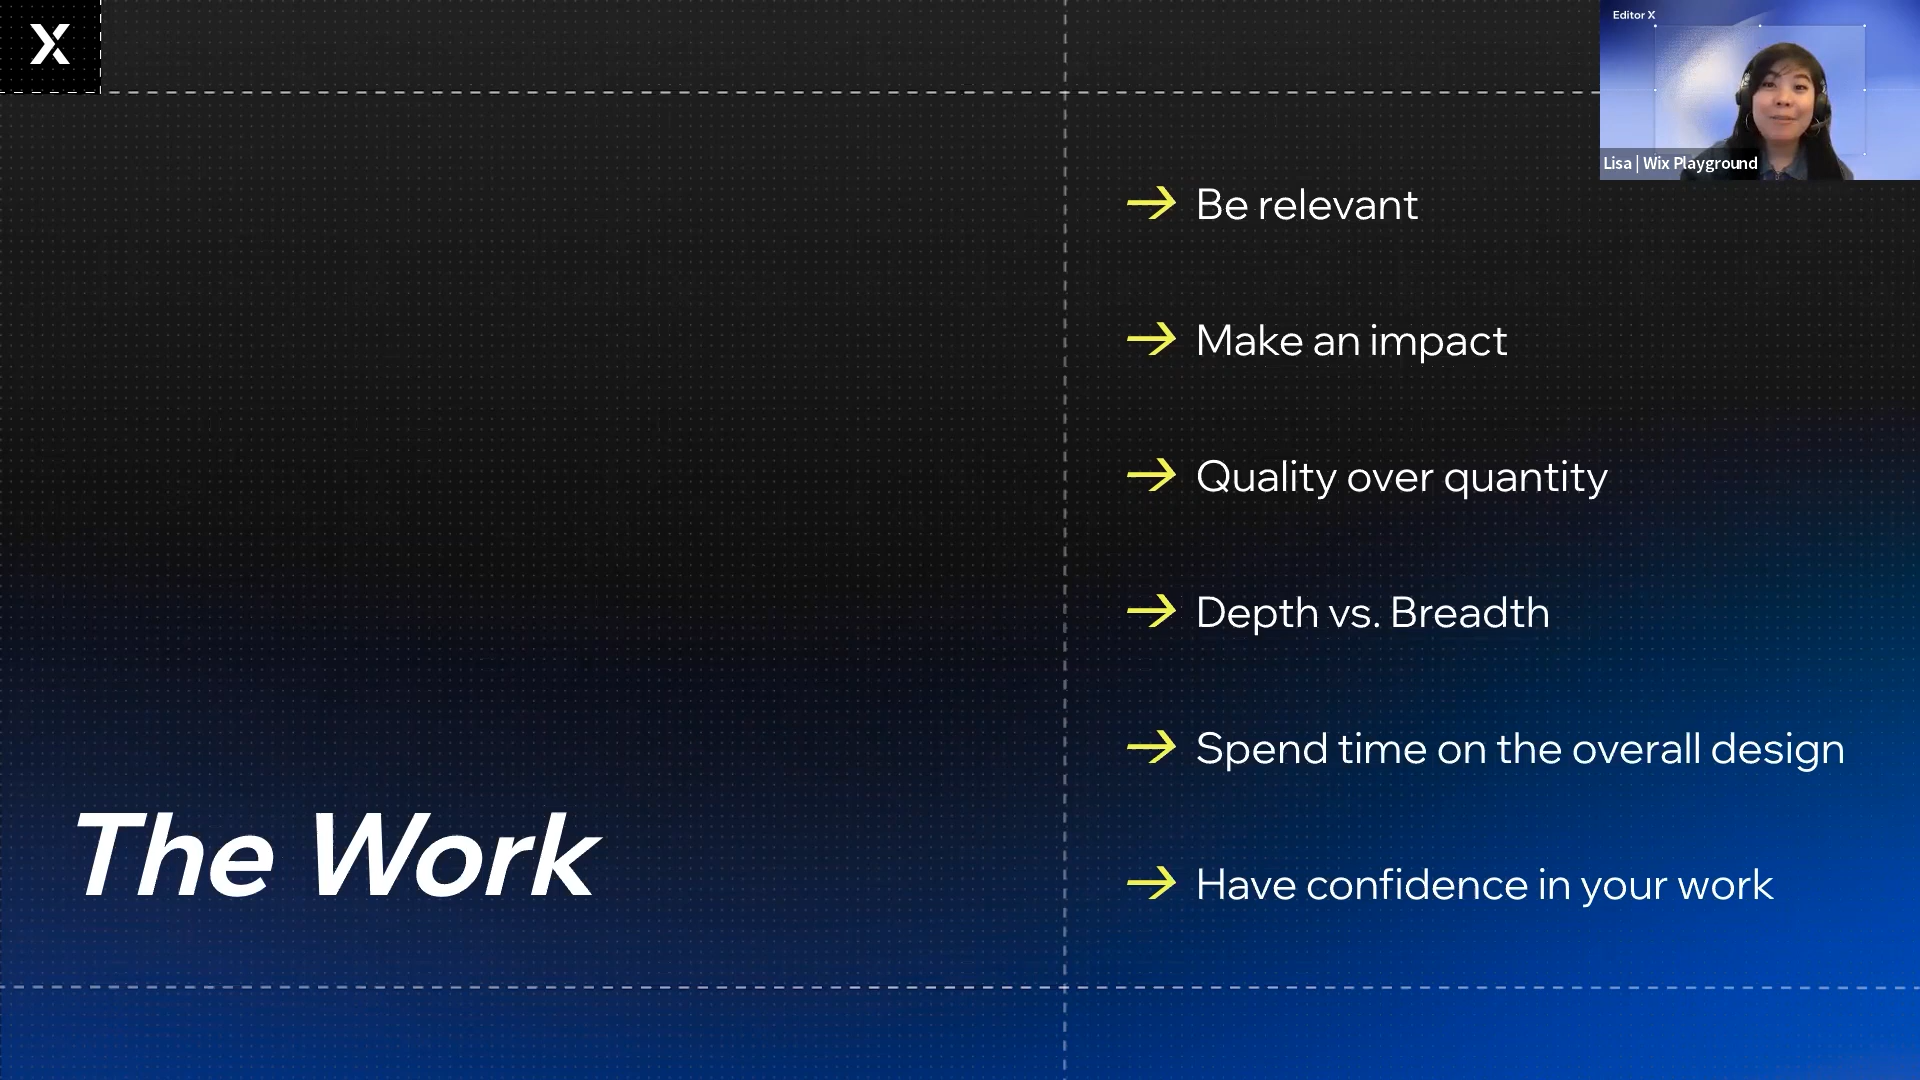 X
Editor X
Lisa | Wix Playground
Be relevant
Make an impact
Quality over quantity
Depth vs. Breadth
Spend time on the overall design
Have confidence in your work
The Work